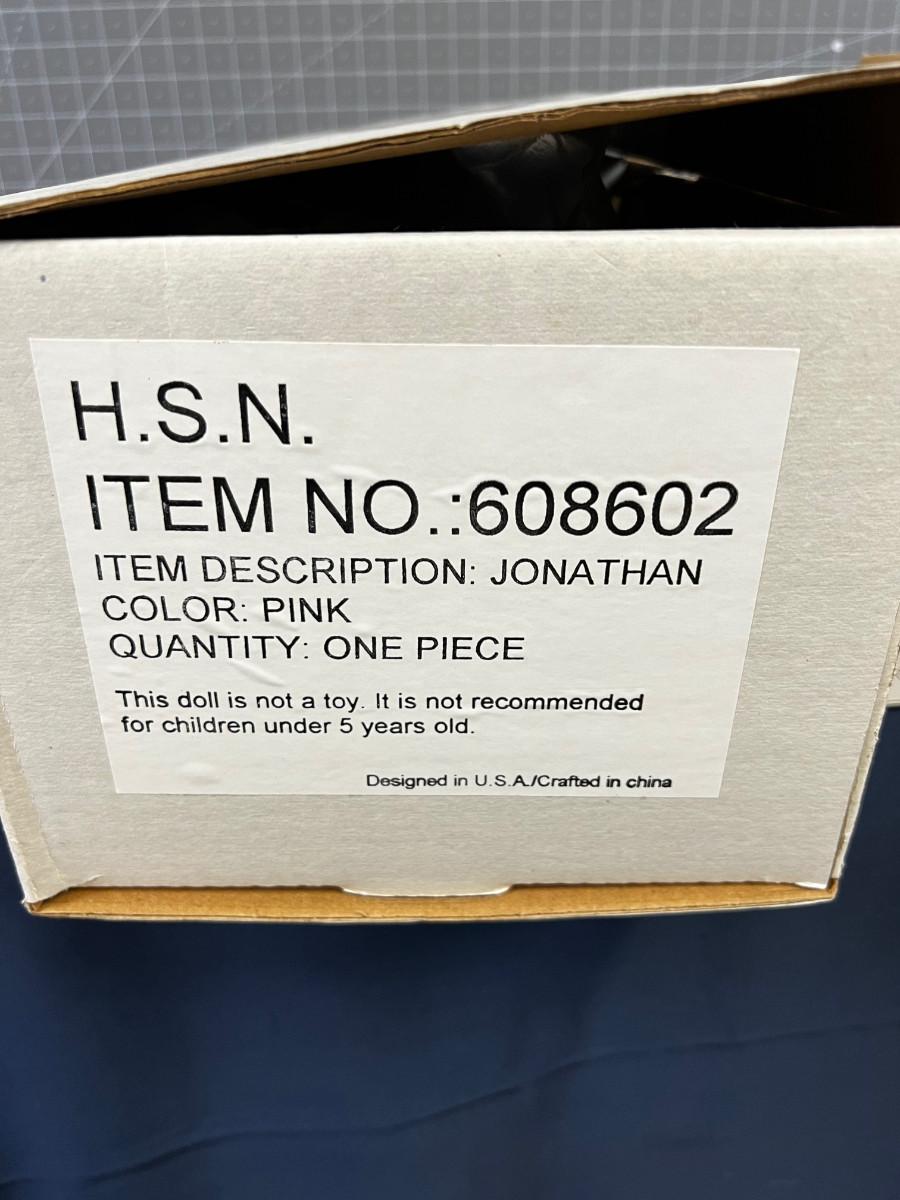 H.S.N.
ITEM NO.:608602
ITEM DESCRIPTION: JONATHAN
COLOR: PINK
QUANTITY: ONE PIECE
This doll is not a toy. It is not recommended
for children under 5 years old.
Designed in U.S.A./Crafted in china